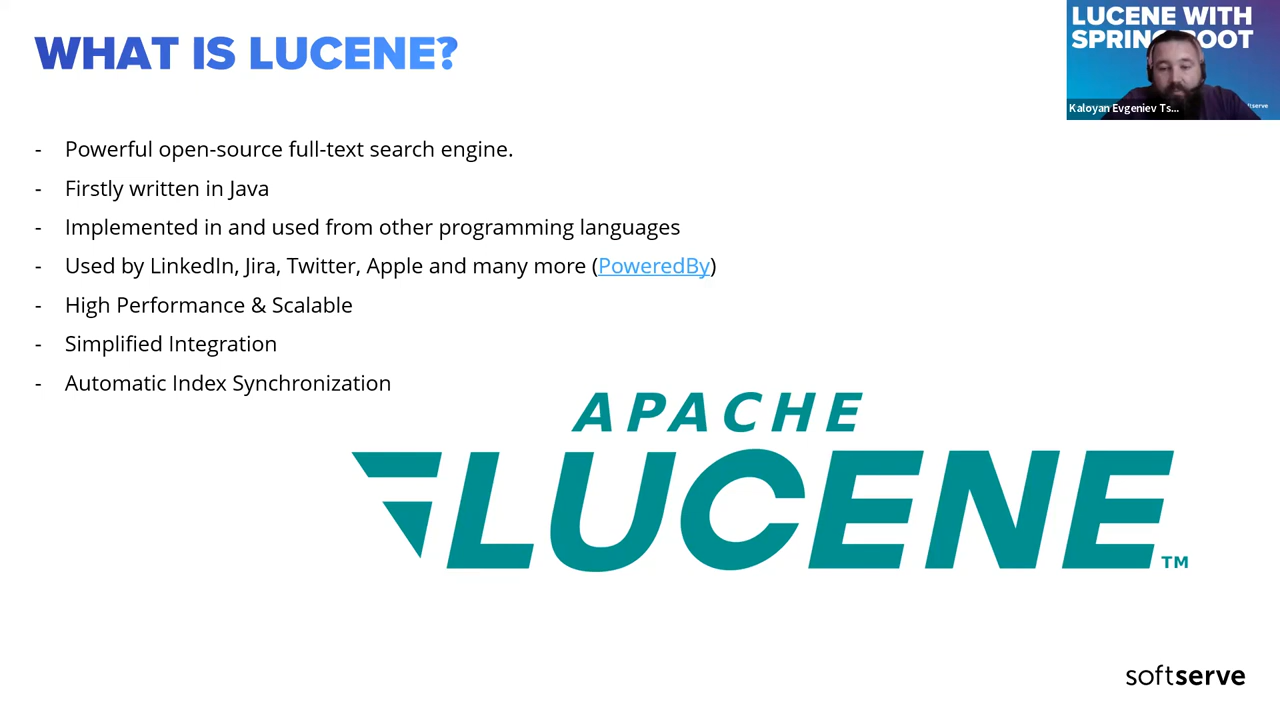 WHAT IS LUCENE?
LUCENE WITH
SPRING BOOT
Kaloyan Evgeniev Ts...
- Powerful open-source full-text search engine.
- Firstly written in Java
- Implemented in and used from other programming languages
- Used by LinkedIn, Jira, Twitter, Apple and many more (PoweredBy)
- High Performance & Scalable
- Simplified Integration
- Automatic Index Synchronization
APACHE
LUCENE™
softserve